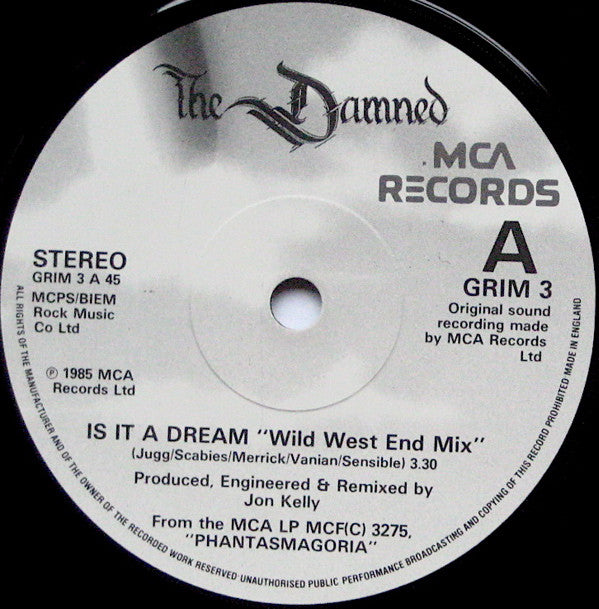 The Damned
MCA
RECORDS
A
STEREO
GRIM 3 A 45
GRIM 3
MCPS/BIEM
Rock Music
Co Ltd
Original sound
recording made
by MCA Records
Ltd
℗ 1985 MCA
Records Ltd
IS IT A DREAM "Wild West End Mix"
(Jugg/Scabies/Merrick/Vanian/Sensible) 3.30
Produced, Engineered & Remixed by
Jon Kelly
From the MCA LP MCF(C) 3275,
"PHANTASMAGORIA"
ALL RIGHTS OF THE MANUFACTURER AND OF THE OWNER OF THE RECORDED WORK RESERVED UNAUTHORISED PUBLIC PERFORMANCE BROADCASTING AND COPYING OF THIS RECORD PROHIBITED MADE IN ENGLAND